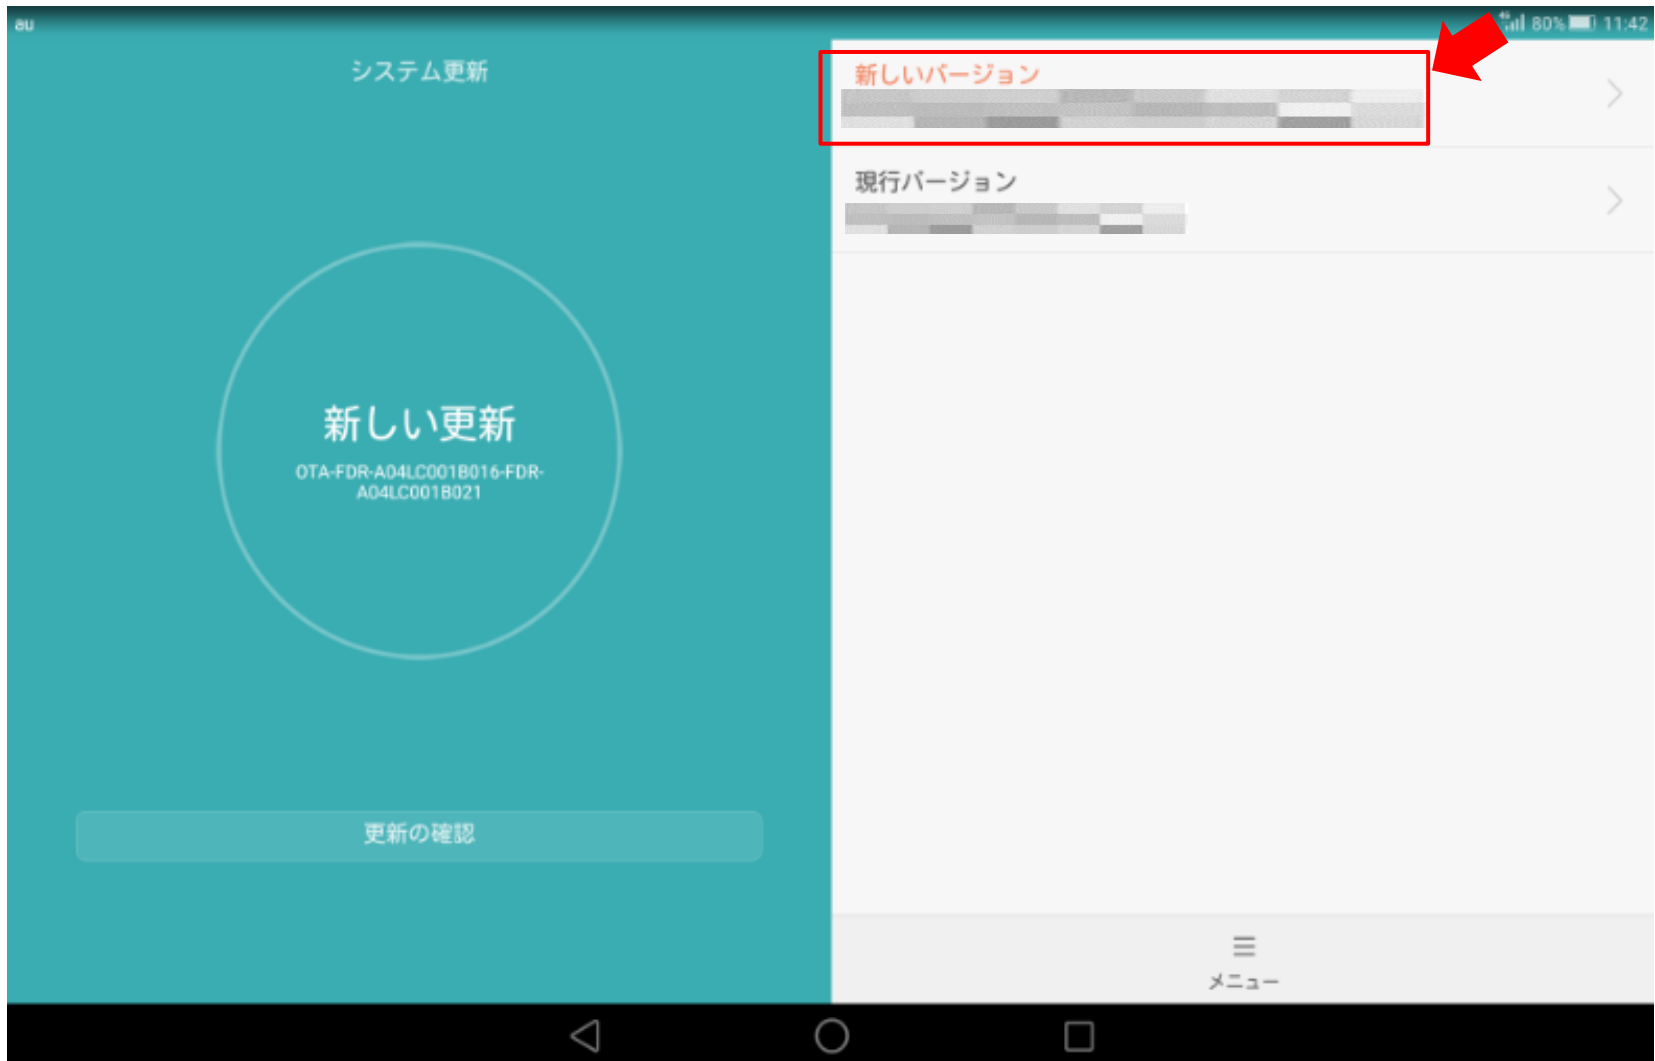 au
4G 80% 11:42
システム更新
新しい更新
OTA-FDR-A04LC001B016-FDR-
A04LC001B021
更新の確認
新しいバージョン
現行バージョン
メニュー